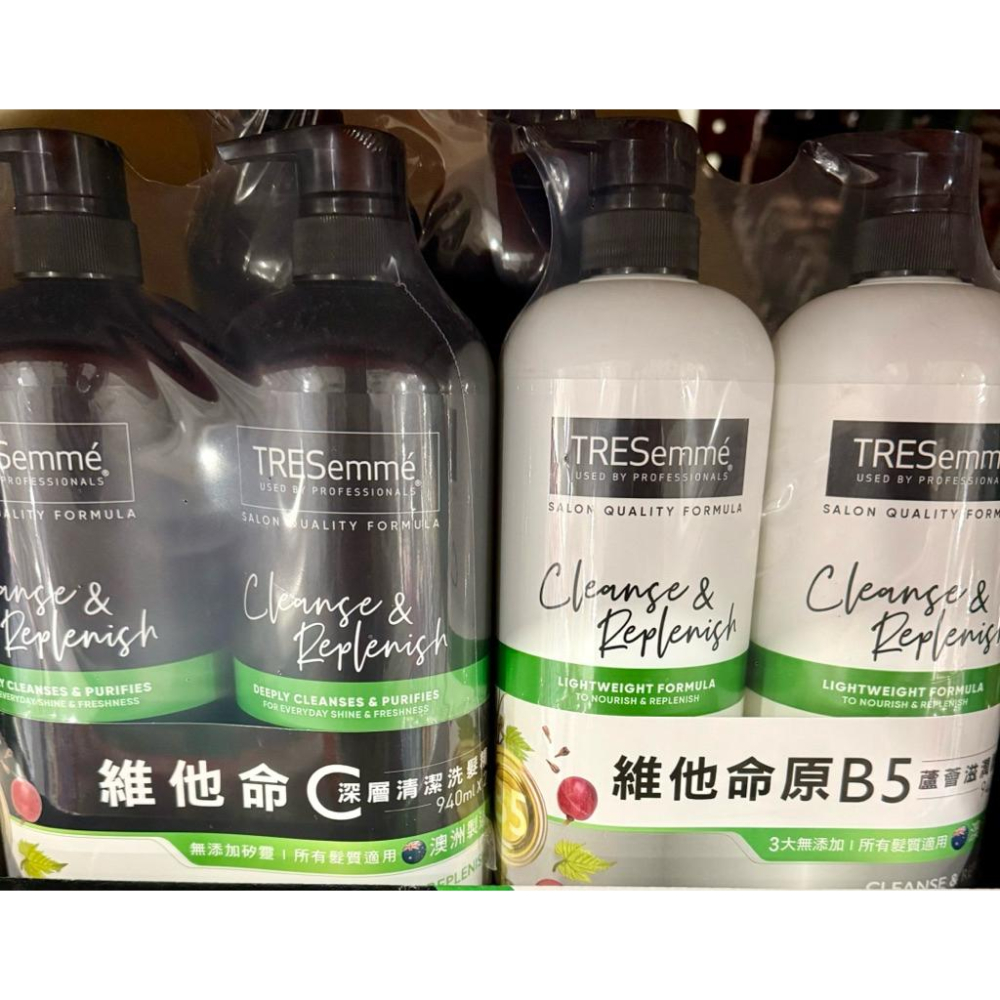 TRESemmé
USED BY PROFESSIONALS
SALON QUALITY FORMULA
Cleanse &
Replenish
DEEPLY CLEANSES & PURIFIES
FOR EVERYDAY SHINE & FRESHNESS
TRESemmé
USED BY PROFESSIONALS
SALON QUALITY FORMULA
Cleanse &
Replenish
LIGHTWEIGHT FORMULA
TO NOURISH & REPLENISH
TRESemm
USED BY PROFESSIONA
SALON QUALITY FORM
Cleanse &
Replenish
LIGHTWEIGHT FORMULA
TO NOURISH & REPLENISH
Semmé
PROFESSIONALS
ALITY FORMULA
anse &
Replenish
Y CLEANSES & PURIFIES
EVERYDAY SHINE & FRESHNESS
維他命C深層清潔洗髮
940ml
無添加矽靈 | 所有髮質適用 澳洲製
維他命原B5蘆薈滋潤
3大無添加 | 所有髮質適用
CLEANSE &